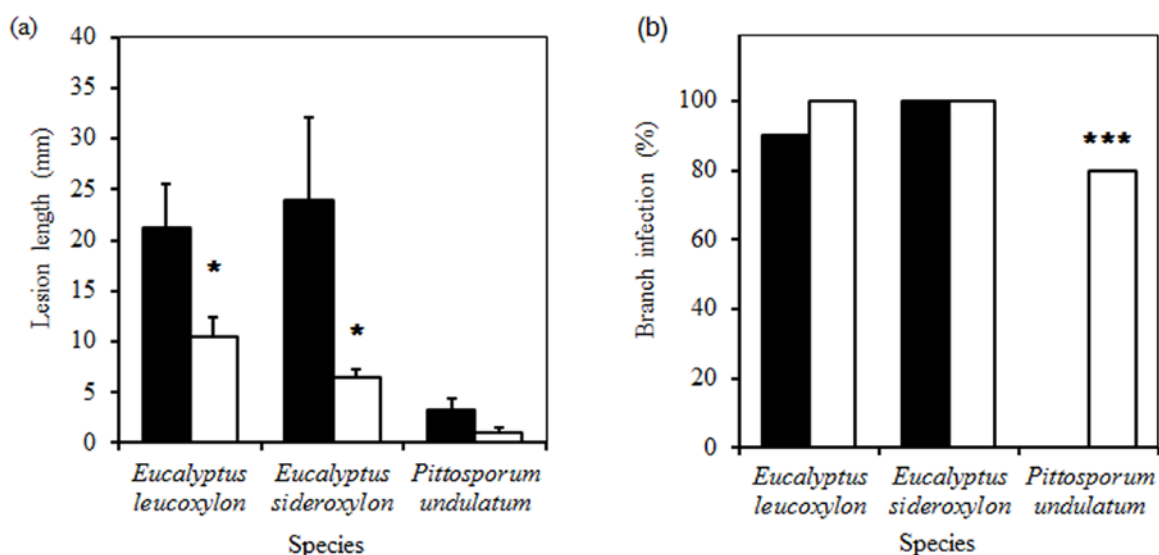 (a)
40
35
30
25
20
15
10
5
0
Lesion length (mm)
*
*
Eucalyptus leucoxylon
Eucalyptus sideroxylon
Pittosporum undulatum
Species
(b)
100
80
60
40
20
0
Branch infection (%)
***
Eucalyptus leucoxylon
Eucalyptus sideroxylon
Pittosporum undulatum
Species